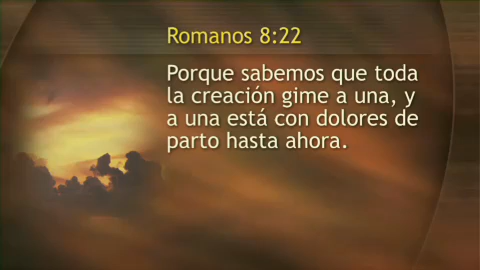 Romanos 8:22
Porque sabemos que toda
la creación gime a una, y
a una está con dolores de
parto hasta ahora.